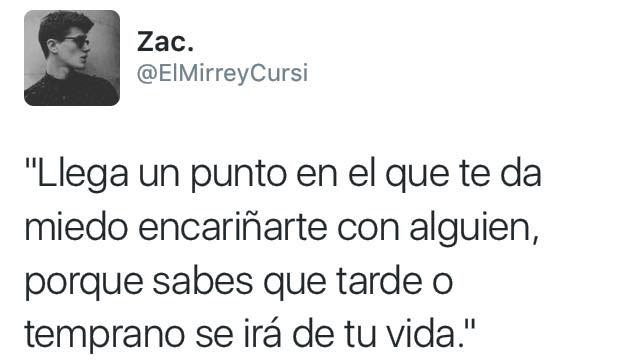 Zac.
@ElMirreyCursi
"Llega un punto en el que te da
miedo encariñarte con alguien,
porque sabes que tarde o
temprano se irá de tu vida."